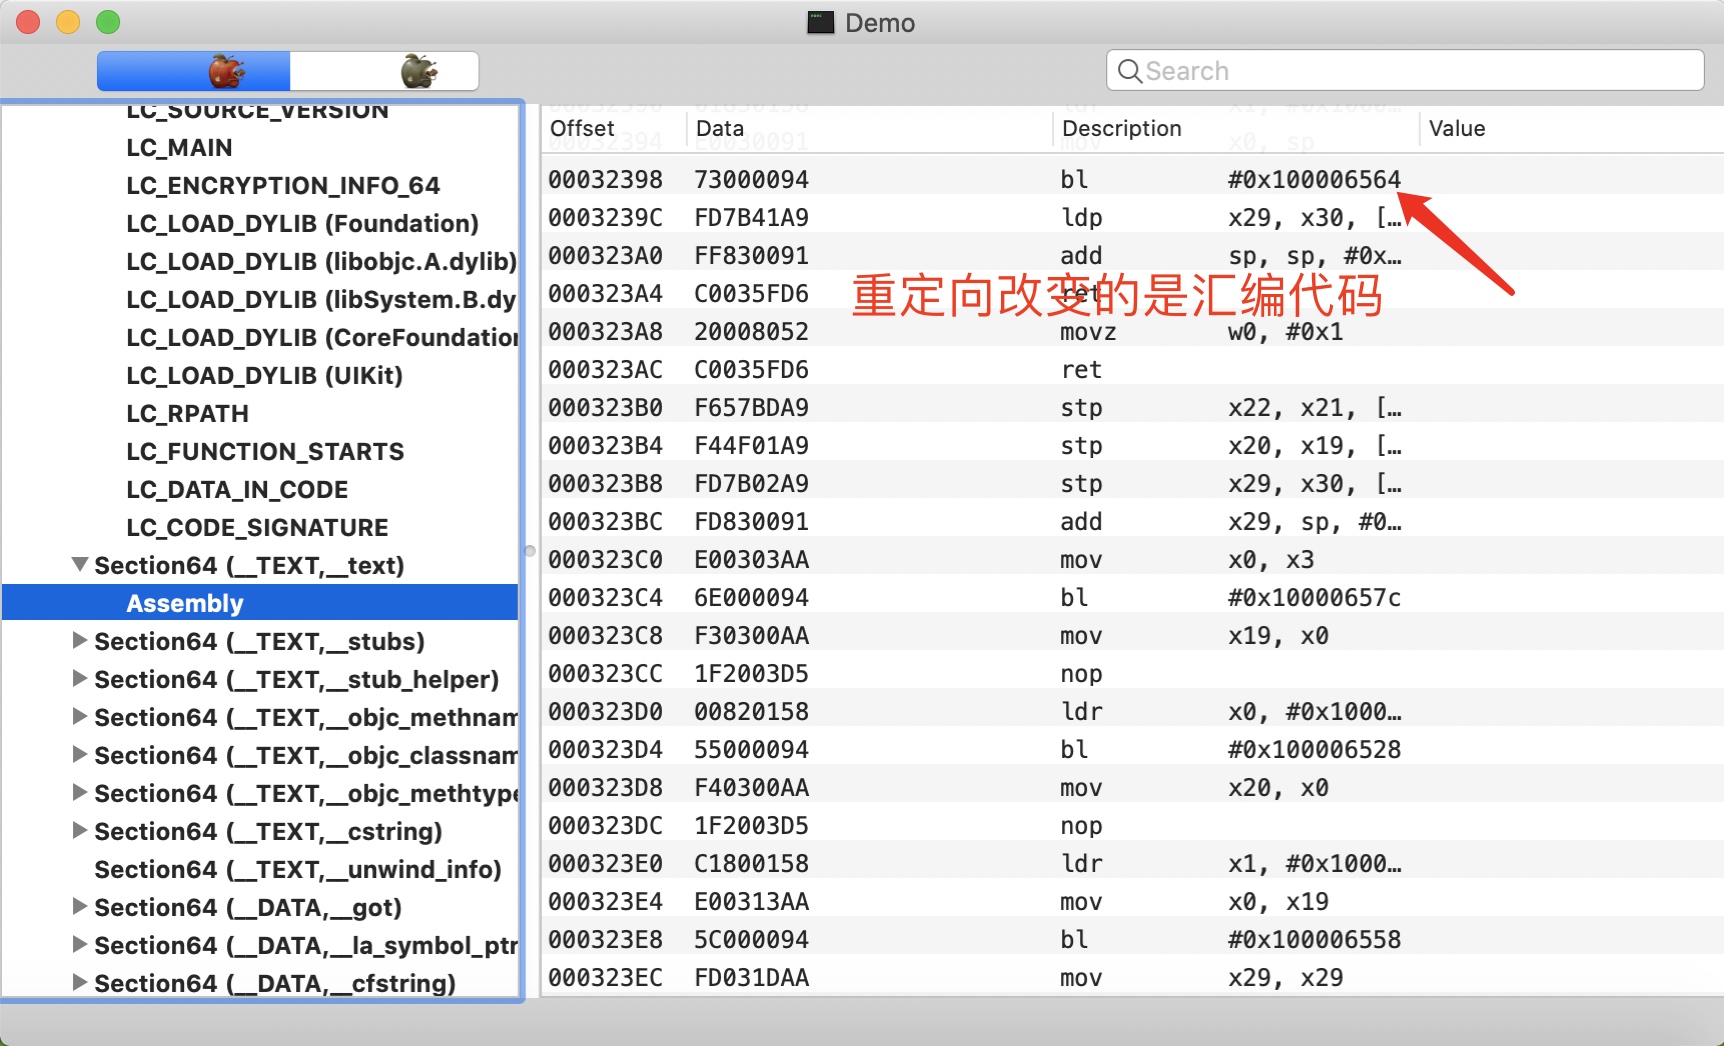 Demo
Search
LC_SOURCE_VERSION
LC_MAIN
LC_ENCRYPTION_INFO_64
LC_LOAD_DYLIB (Foundation)
LC_LOAD_DYLIB (libobjc.A.dylib)
LC_LOAD_DYLIB (libSystem.B.dy
LC_LOAD_DYLIB (CoreFoundation
LC_LOAD_DYLIB (UIKit)
LC_RPATH
LC_FUNCTION_STARTS
LC_DATA_IN_CODE
LC_CODE_SIGNATURE
Section64 (__TEXT,__text)
Assembly
Section64 (__TEXT,__stubs)
Section64 (__TEXT,__stub_helper)
Section64 (__TEXT,__objc_methnam
Section64 (__TEXT,__objc_classnam
Section64 (__TEXT,__objc_methtype
Section64 (__TEXT,__cstring)
Section64 (__TEXT,__unwind_info)
Section64 (__DATA,__got)
Section64 (__DATA,__la_symbol_ptr
Section64 (__DATA,__cfstring)
Offset Data Description Value
00032394 E0030091 mov x0, sp
00032398 73000094 bl #0x100006564
0003239C FD7B41A9 ldp x29, x30, […
000323A0 FF830091 add sp, sp, #0x…
000323A4 C0035FD6 ret
重定向改变的是汇编代码
000323A8 20008052 movz w0, #0x1
000323AC C0035FD6 ret
000323B0 F657BDA9 stp x22, x21, […
000323B4 F44F01A9 stp x20, x19, […
000323B8 FD7B02A9 stp x29, x30, […
000323BC FD830091 add x29, sp, #0…
000323C0 E00303AA mov x0, x3
000323C4 6E000094 bl #0x10000657c
000323C8 F30300AA mov x19, x0
000323CC 1F2003D5 nop
000323D0 00820158 ldr x0, #0x1000…
000323D4 55000094 bl #0x100006528
000323D8 F40300AA mov x20, x0
000323DC 1F2003D5 nop
000323E0 C1800158 ldr x1, #0x1000…
000323E4 E00313AA mov x0, x19
000323E8 5C000094 bl #0x100006558
000323EC FD031DAA mov x29, x29